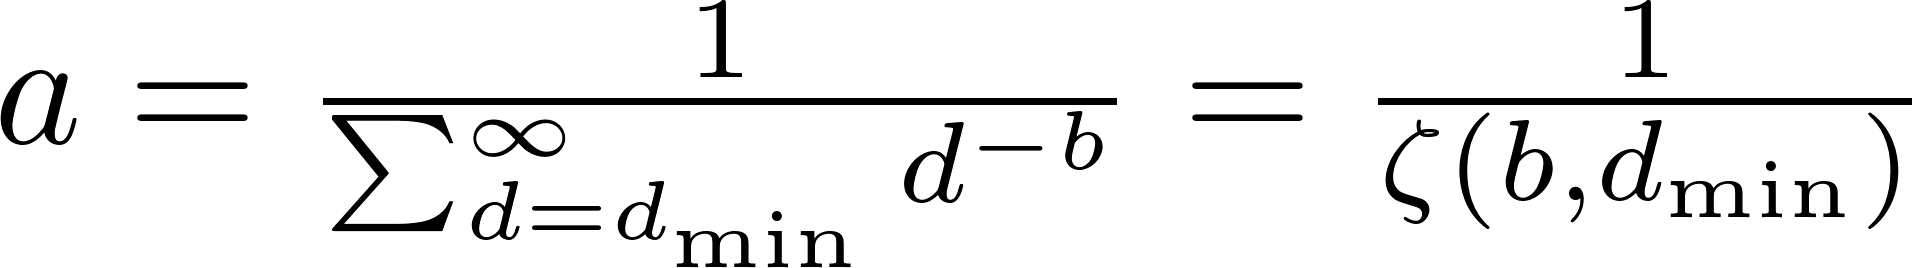 a = \frac{1}{\sum_{d=d_{\min}}^{\infty} d^{-b}} = \frac{1}{\zeta(b,d_{\min})}